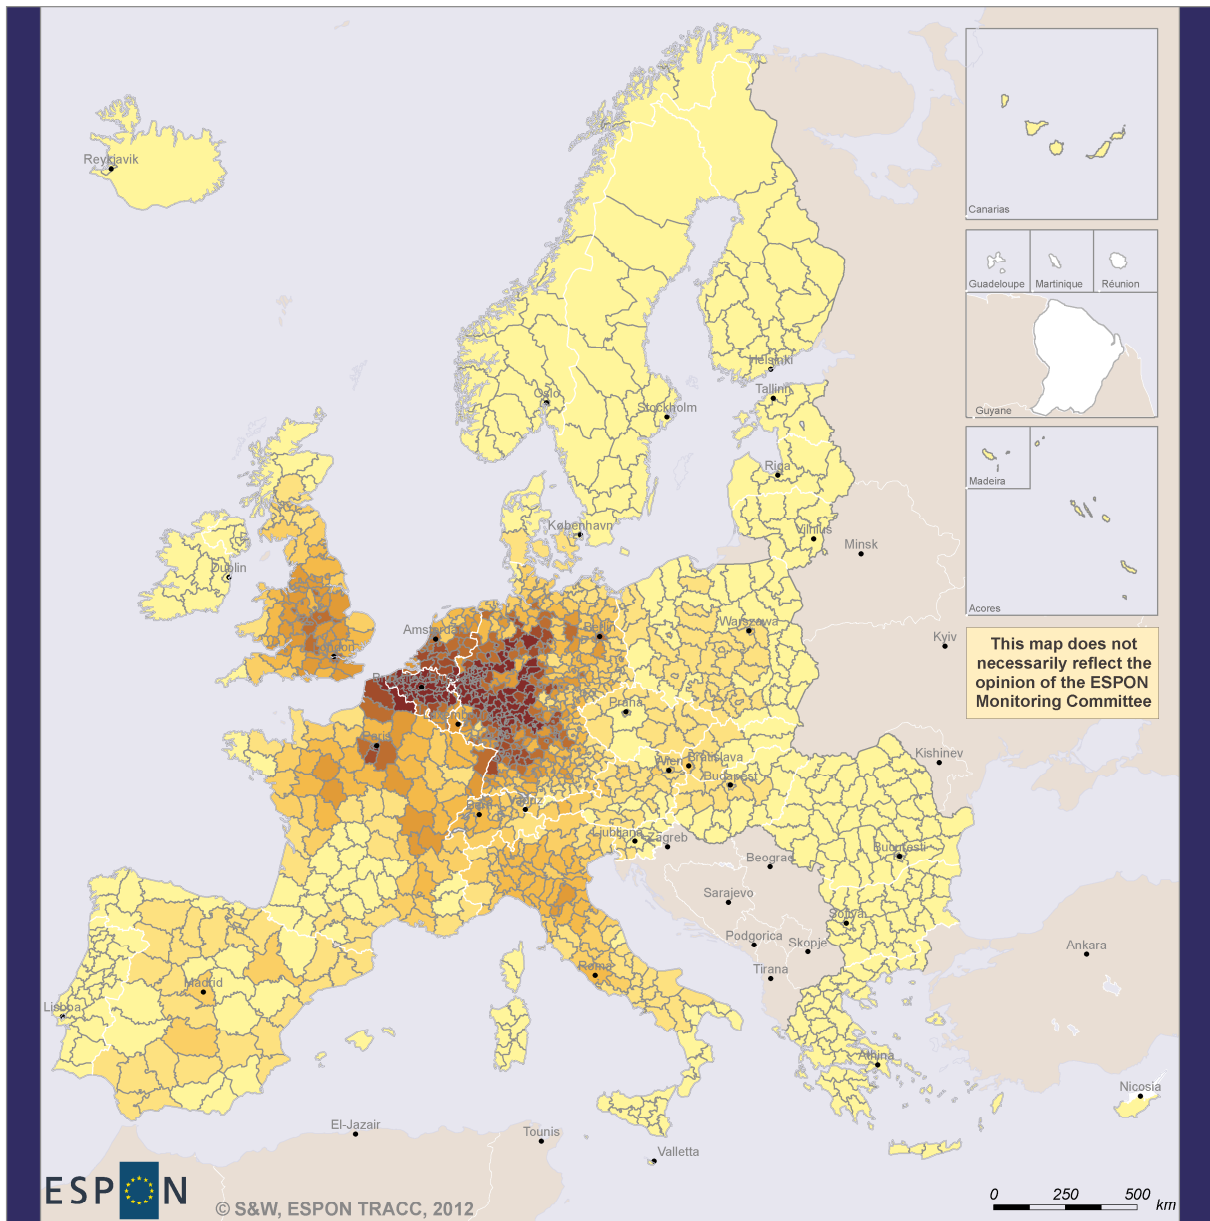 Reykjavik
Canarias
Guadeloupe
Martinique
Réunion
Guyane
Madeira
Acores
Helsinki
Tallinn
Oslo
Stockholm
Riga
København
Vilnius
Minsk
Dublin
Kyiv
Amsterdam
Berlin
Warszawa
London
This map does not
necessarily reflect the
opinion of the ESPON
Monitoring Committee
Praha
Paris
Kishinev
Wien
Bratislava
Budapest
Bern
Ljubljana
Zagreb
Beograd
Bucuresti
Sarajevo
Sofiya
Podgorica
Skopje
Ankara
Roma
Tirana
Madrid
Lisboa
Athina
Nicosia
El-Jazair
Tounis
Valletta
ESPON
© S&W, ESPON TRACC, 2012
0 250 500
km